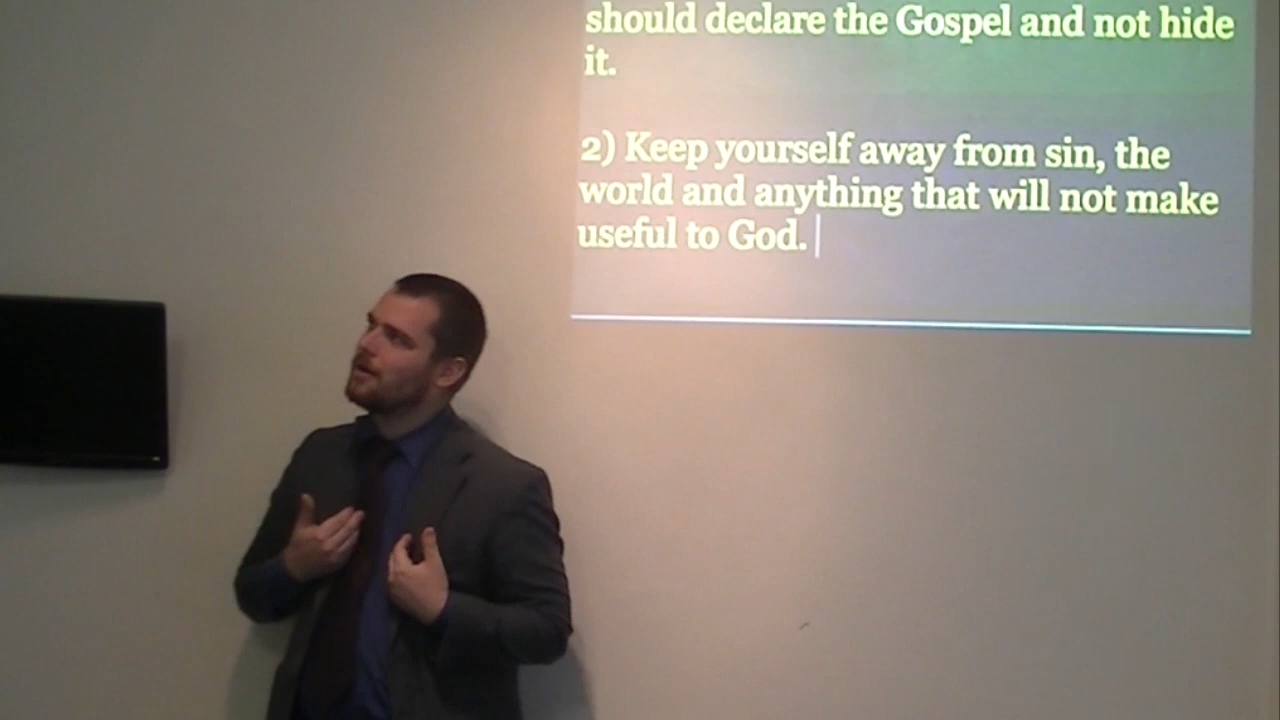 should declare the Gospel and not hide
it.
2) Keep yourself away from sin, the
world and anything that will not make
useful to God.